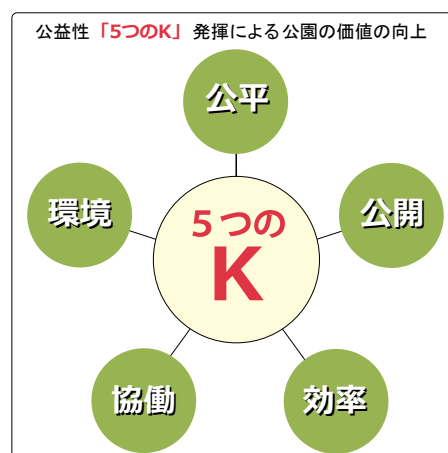 公益性「5つのK」発揮による公園の価値の向上
公平
環境
公開
５つの
K
協働
効率